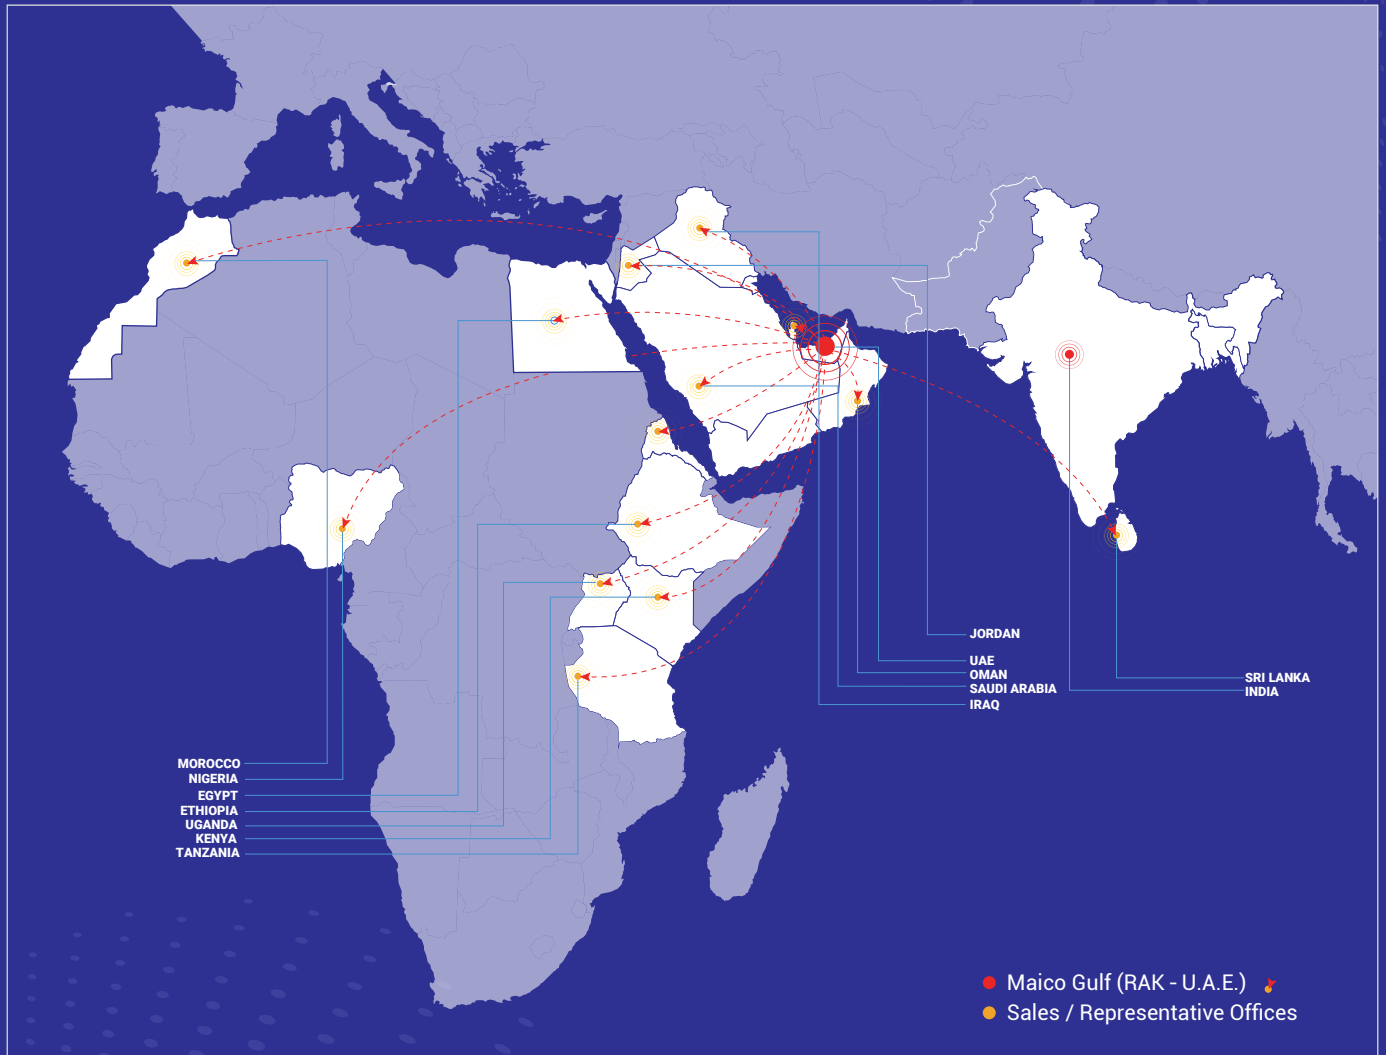 JORDAN
UAE
OMAN
SAUDI ARABIA
IRAQ
SRI LANKA
INDIA
MOROCCO
NIGERIA
EGYPT
ETHIOPIA
UGANDA
KENYA
TANZANIA
Maico Gulf (RAK - U.A.E.)
Sales / Representative Offices